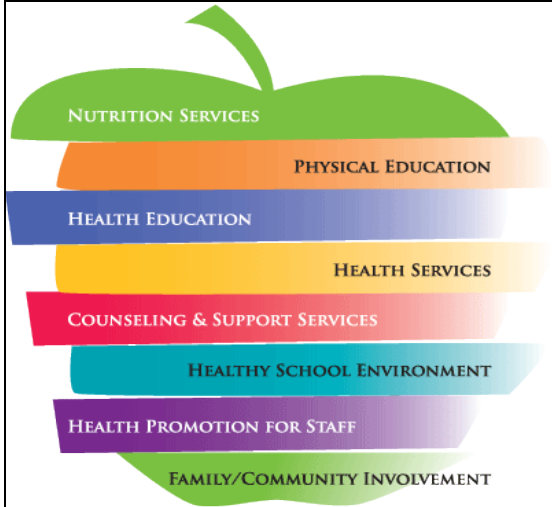 NUTRITION SERVICES
PHYSICAL EDUCATION
HEALTH EDUCATION
HEALTH SERVICES
COUNSELING & SUPPORT SERVICES
HEALTHY SCHOOL ENVIRONMENT
HEALTH PROMOTION FOR STAFF
FAMILY/COMMUNITY INVOLVEMENT